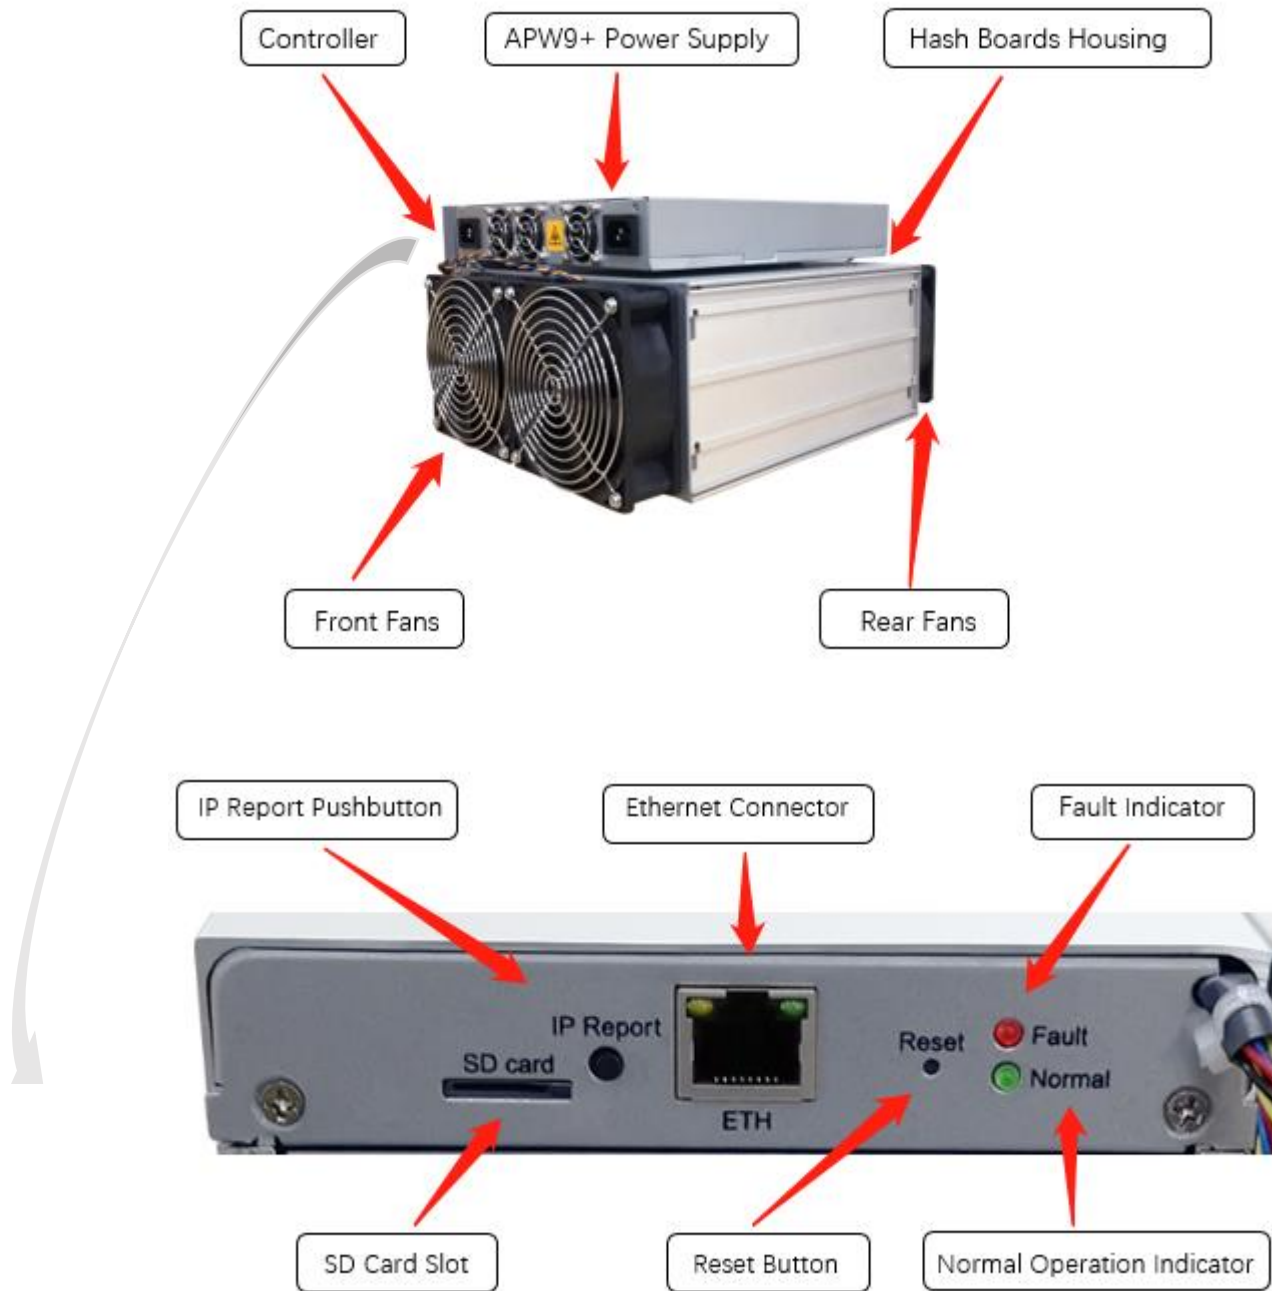 Controller
APW9+ Power Supply
Hash Boards Housing
Front Fans
Rear Fans
IP Report Pushbutton
Ethernet Connector
Fault Indicator
IP Report
SD card
ETH
Reset
Fault
Normal
SD Card Slot
Reset Button
Normal Operation Indicator